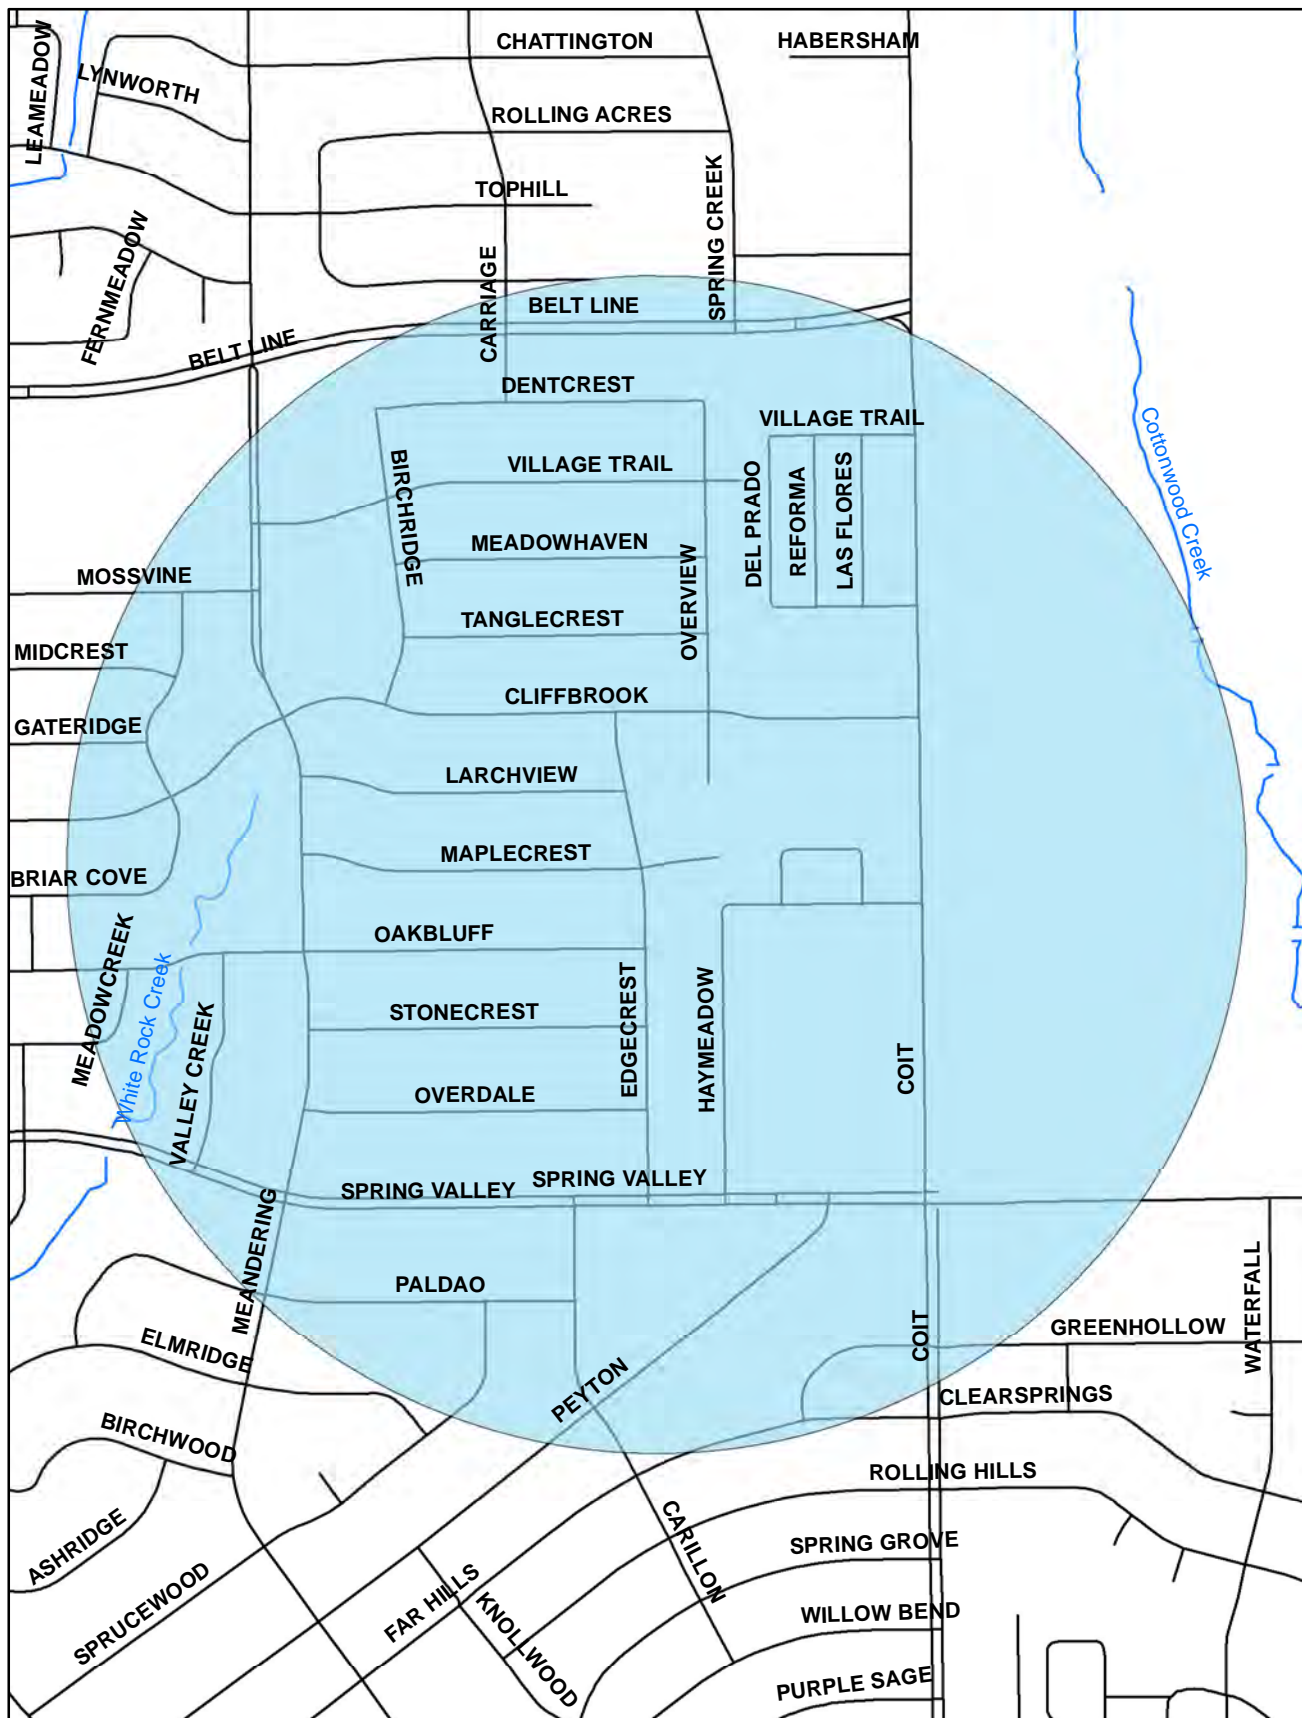 CHATTINGTON
HABERSHAM
LEAMEADOW
LYNWORTH
ROLLING ACRES
TOPHILL
SPRING CREEK
FERNMEADOW
CARRIAGE
BELT LINE
BELT LINE
DENTCREST
VILLAGE TRAIL
Cottonwood Creek
BIRCHRIDGE
VILLAGE TRAIL
DEL PRADO
REFORMA
LAS FLORES
MEADOWHAVEN
OVERVIEW
MOSSVINE
TANGLECREST
MIDCREST
CLIFFBROOK
GATERIDGE
LARCHVIEW
MAPLECREST
BRIAR COVE
OAKBLUFF
MEADOWCREEK
White Rock Creek
VALLEY CREEK
STONECREST
EDGECREST
HAYMEADOW
COIT
OVERDALE
SPRING VALLEY
SPRING VALLEY
MEANDERING
PALDAO
WATERFALL
COIT
GREENHOLLOW
ELMRIDGE
PEYTON
CLEARSPRINGS
BIRCHWOOD
ROLLING HILLS
ASHRIDGE
CARILLON
SPRING GROVE
SPRUCEWOOD
FAR HILLS
KNOLLWOOD
WILLOW BEND
PURPLE SAGE